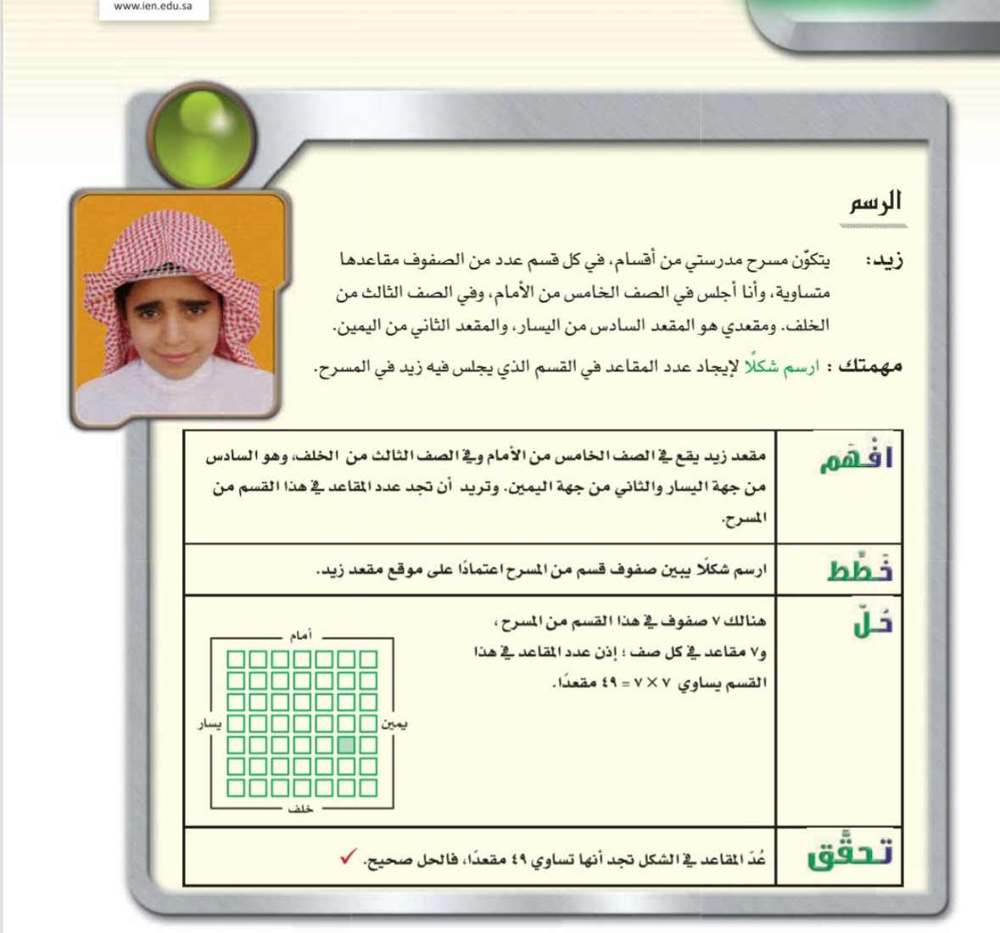 www.ien.edu.sa
الرسم
زيد: يتكوّن مسرح مدرستي من أقسام، في كل قسم عدد من الصفوف مقاعدها
متساوية، وأنا أجلس في الصف الخامس من الأمام، وفي الصف الثالث من
الخلف. ومقعدي هو المقعد السادس من اليسار، والمقعد الثاني من اليمين.
مهمتك : ارسم شكلًا لإيجاد عدد المقاعد في القسم الذي يجلس فيه زيد في المسرح.
افْهَم
مقعد زيد يقع في الصف الخامس من الأمام وفي الصف الثالث من الخلف، وهو السادس
من جهة اليسار والثاني من جهة اليمين. وتريد أن تجد عدد المقاعد في هذا القسم من
المسرح.
خَطِّط
ارسم شكلًا يبين صفوف قسم من المسرح اعتمادًا على موقع مقعد زيد.
حُلّ
هنالك ٧ صفوف في هذا القسم من المسرح ،
و٧ مقاعد في كل صف ؛ إذن عدد المقاعد في هذا
القسم يساوي ٧ × ٧ = ٤٩ مقعدًا.
أمام
يمين
يسار
خلف
تحقَّق
عُدّ المقاعد في الشكل تجد أنها تساوي ٤٩ مقعدًا، فالحل صحيح. ✓